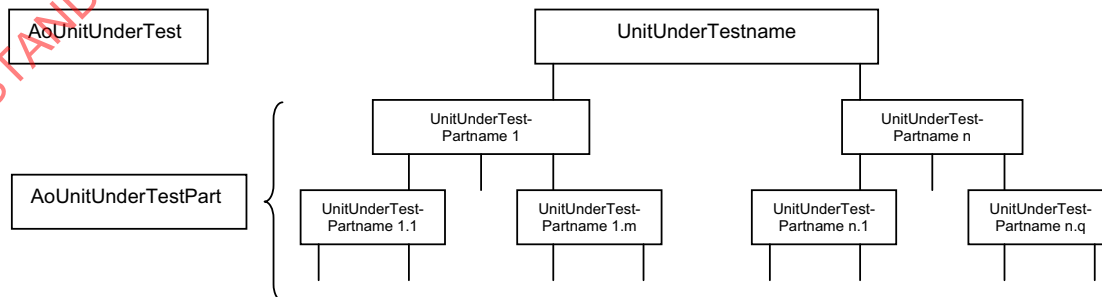 AoUnitUnderTest
UnitUnderTestname
UnitUnderTest-
Partname 1
UnitUnderTest-
Partname n
AoUnitUnderTestPart
UnitUnderTest-
Partname 1.1
UnitUnderTest-
Partname 1.m
UnitUnderTest-
Partname n.1
UnitUnderTest-
Partname n.q